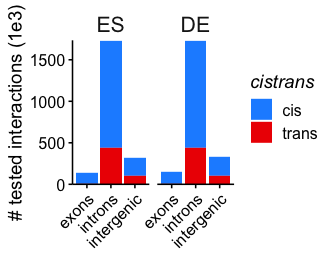 ES DE
# tested interactions (1e3)
1500
1000
500
0
exons introns intergenic exons introns intergenic
cistrans
cis
trans